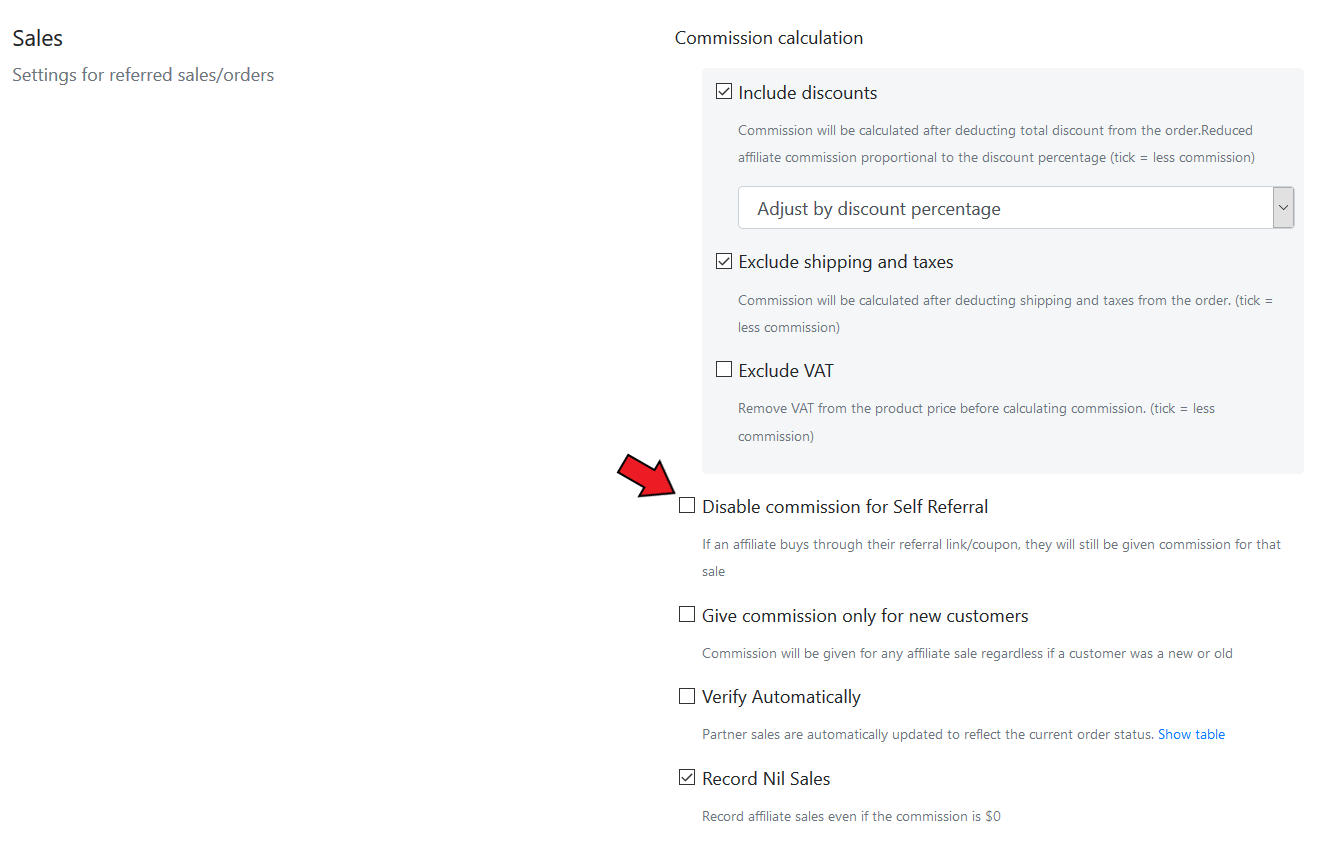 Sales
Settings for referred sales/orders
Commission calculation
Include discounts
Commission will be calculated after deducting total discount from the order.Reduced
affiliate commission proportional to the discount percentage (tick = less commission)
Adjust by discount percentage
Exclude shipping and taxes
Commission will be calculated after deducting shipping and taxes from the order. (tick =
less commission)
Exclude VAT
Remove VAT from the product price before calculating commission. (tick = less
commission)
Disable commission for Self Referral
If an affiliate buys through their referral link/coupon, they will still be given commission for that
sale
Give commission only for new customers
Commission will be given for any affiliate sale regardless if a customer was a new or old
Verify Automatically
Partner sales are automatically updated to reflect the current order status. Show table
Record Nil Sales
Record affiliate sales even if the commission is $0